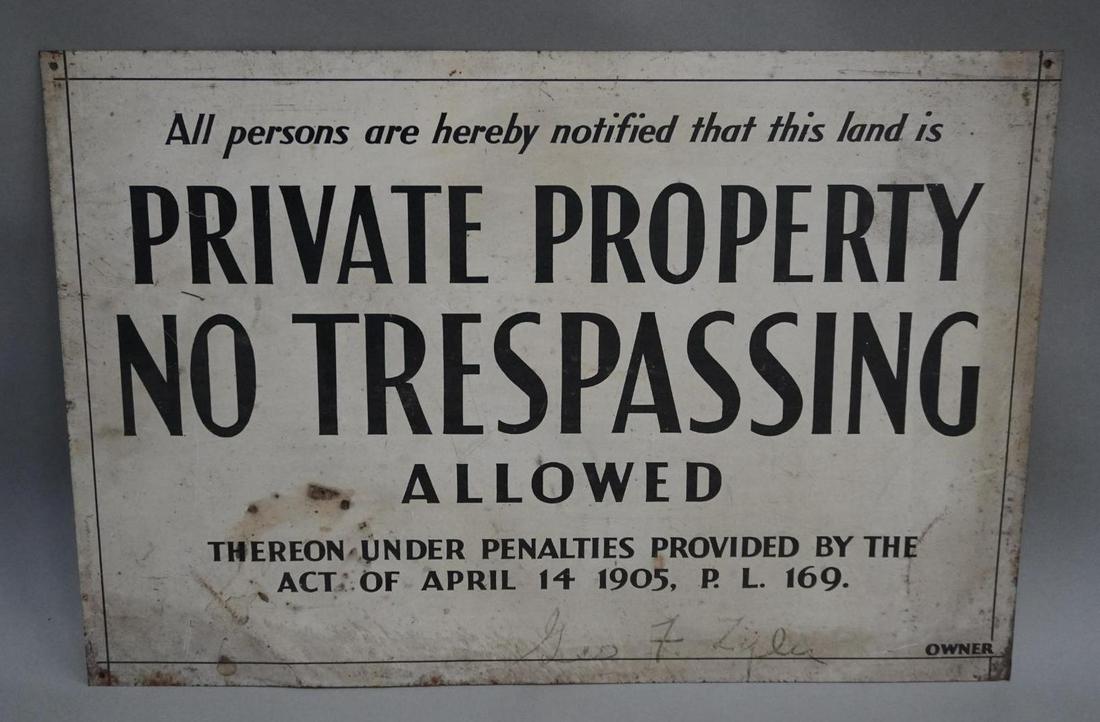 All persons are hereby notified that this land is
PRIVATE PROPERTY
NO TRESPASSING
ALLOWED
THEREON UNDER PENALTIES PROVIDED BY THE
ACT OF APRIL 14 1905, P. L. 169.
Geo F.
OWNER